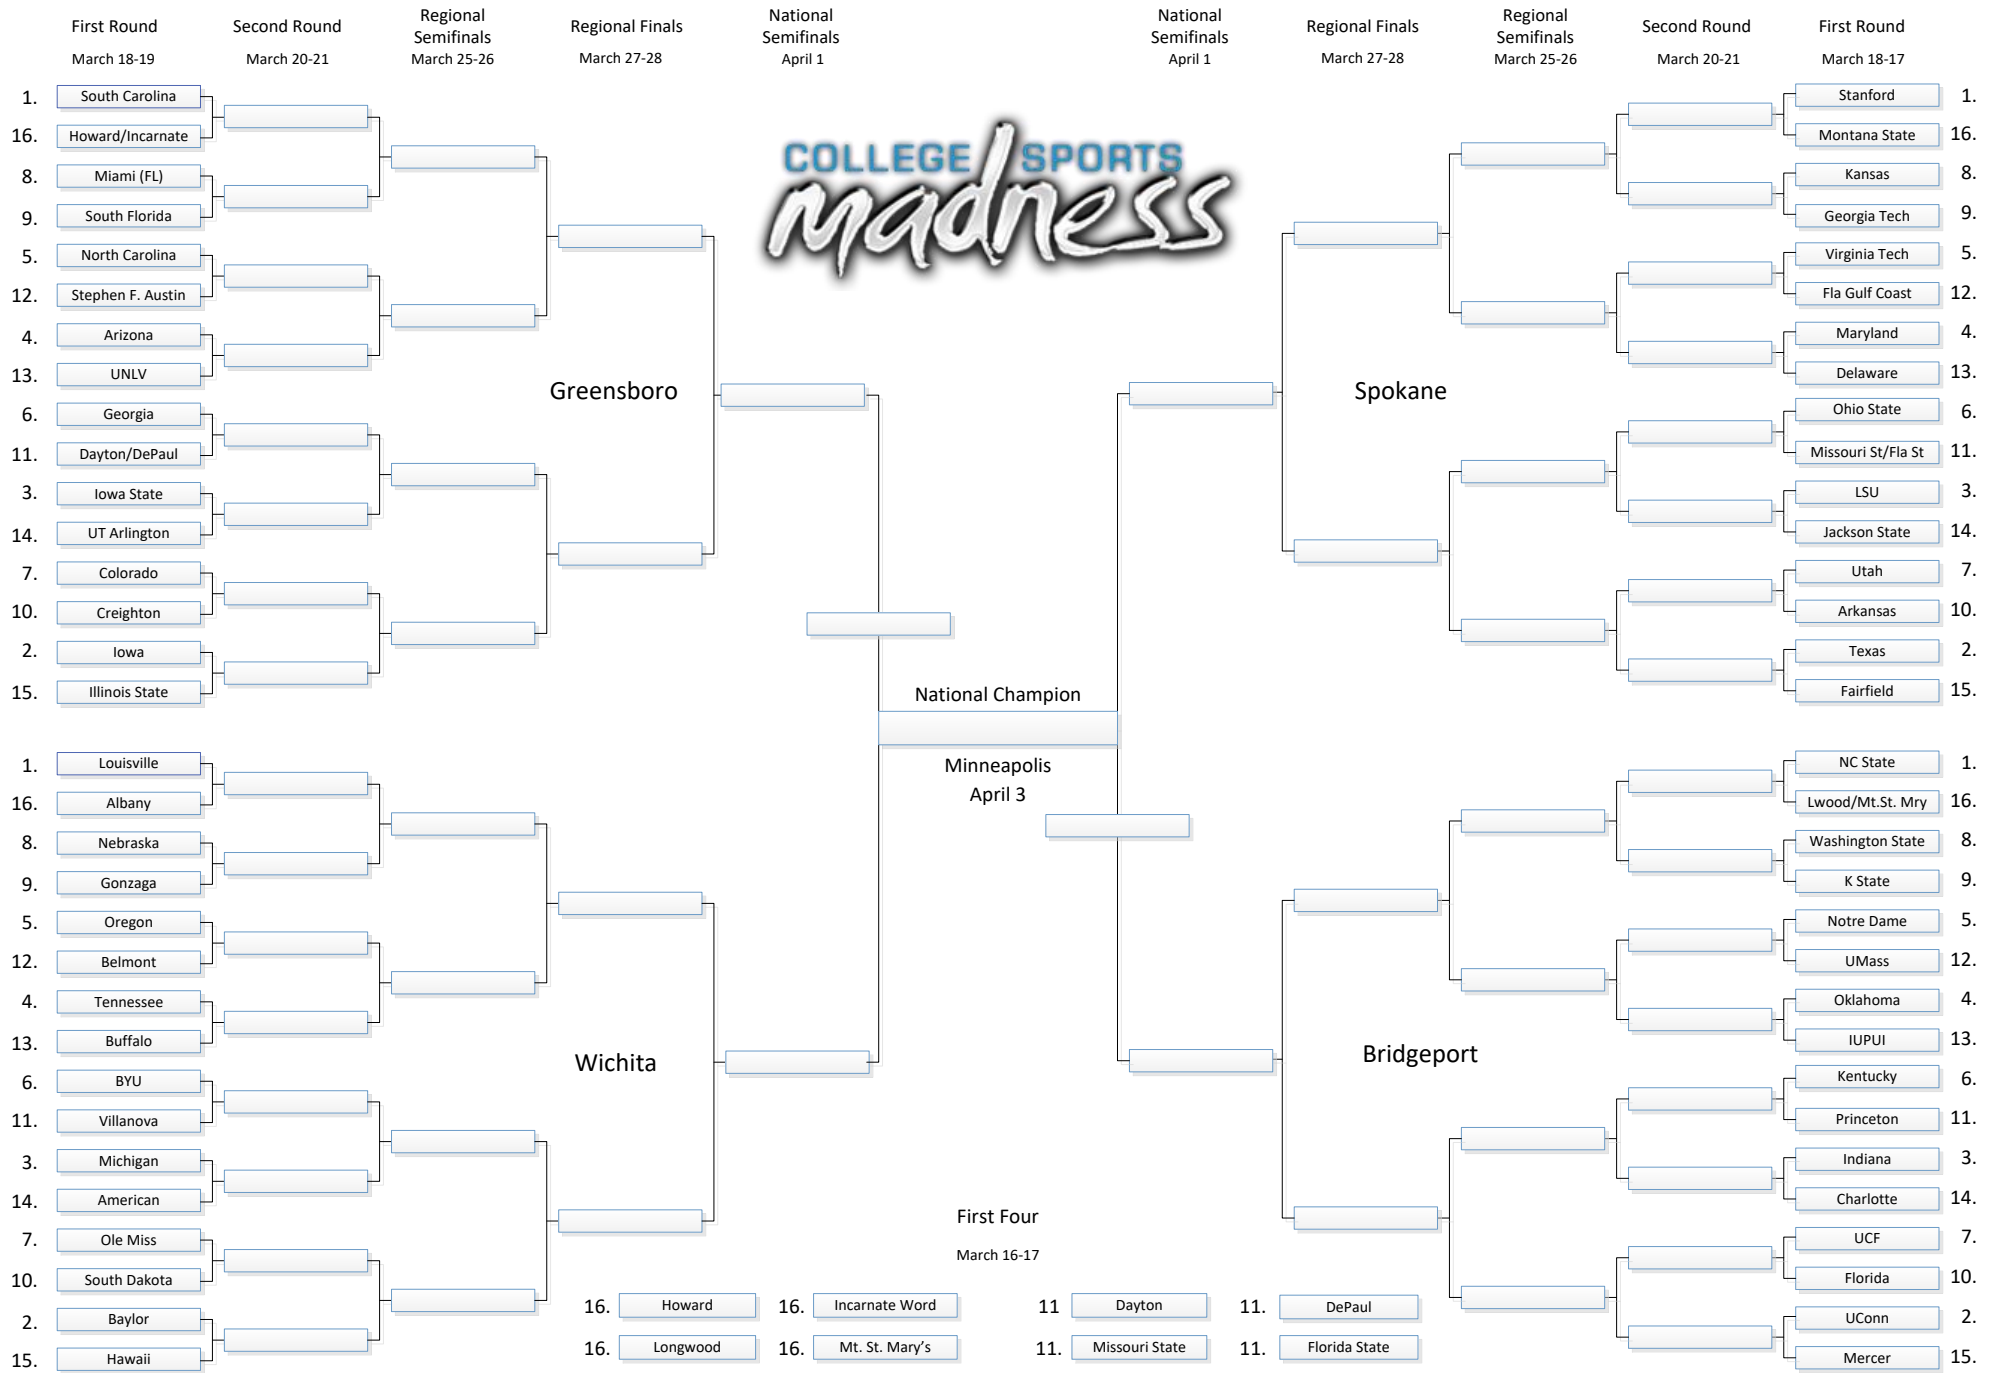 First Round
March 18-19
Second Round
March 20-21
Regional
Semifinals
March 25-26
Regional Finals
March 27-28
National
Semifinals
April 1
National
Semifinals
April 1
Regional Finals
March 27-28
Regional
Semifinals
March 25-26
Second Round
March 20-21
First Round
March 18-17
COLLEGE SPORTS
madness
1. South Carolina
16. Howard/Incarnate
8. Miami (FL)
9. South Florida
5. North Carolina
12. Stephen F. Austin
4. Arizona
13. UNLV
Greensboro
6. Georgia
11. Dayton/DePaul
3. Iowa State
14. UT Arlington
7. Colorado
10. Creighton
2. Iowa
15. Illinois State
1. Louisville
16. Albany
8. Nebraska
9. Gonzaga
5. Oregon
12. Belmont
4. Tennessee
13. Buffalo
Wichita
6. BYU
11. Villanova
3. Michigan
14. American
7. Ole Miss
10. South Dakota
2. Baylor
15. Hawaii
National Champion
Minneapolis
April 3
Stanford 1.
Montana State 16.
Kansas 8.
Georgia Tech 9.
Virginia Tech 5.
Fla Gulf Coast 12.
Maryland 4.
Delaware 13.
Spokane
Ohio State 6.
Missouri St/Fla St 11.
LSU 3.
Jackson State 14.
Utah 7.
Arkansas 10.
Texas 2.
Fairfield 15.
NC State 1.
Lwood/Mt.St. Mry 16.
Washington State 8.
K State 9.
Notre Dame 5.
UMass 12.
Oklahoma 4.
IUPUI 13.
Bridgeport
Kentucky 6.
Princeton 11.
Indiana 3.
Charlotte 14.
UCF 7.
Florida 10.
UConn 2.
Mercer 15.
First Four
March 16-17
16. Howard 16. Incarnate Word 11 Dayton 11. DePaul
16. Longwood 16. Mt. St. Mary's 11. Missouri State 11. Florida State